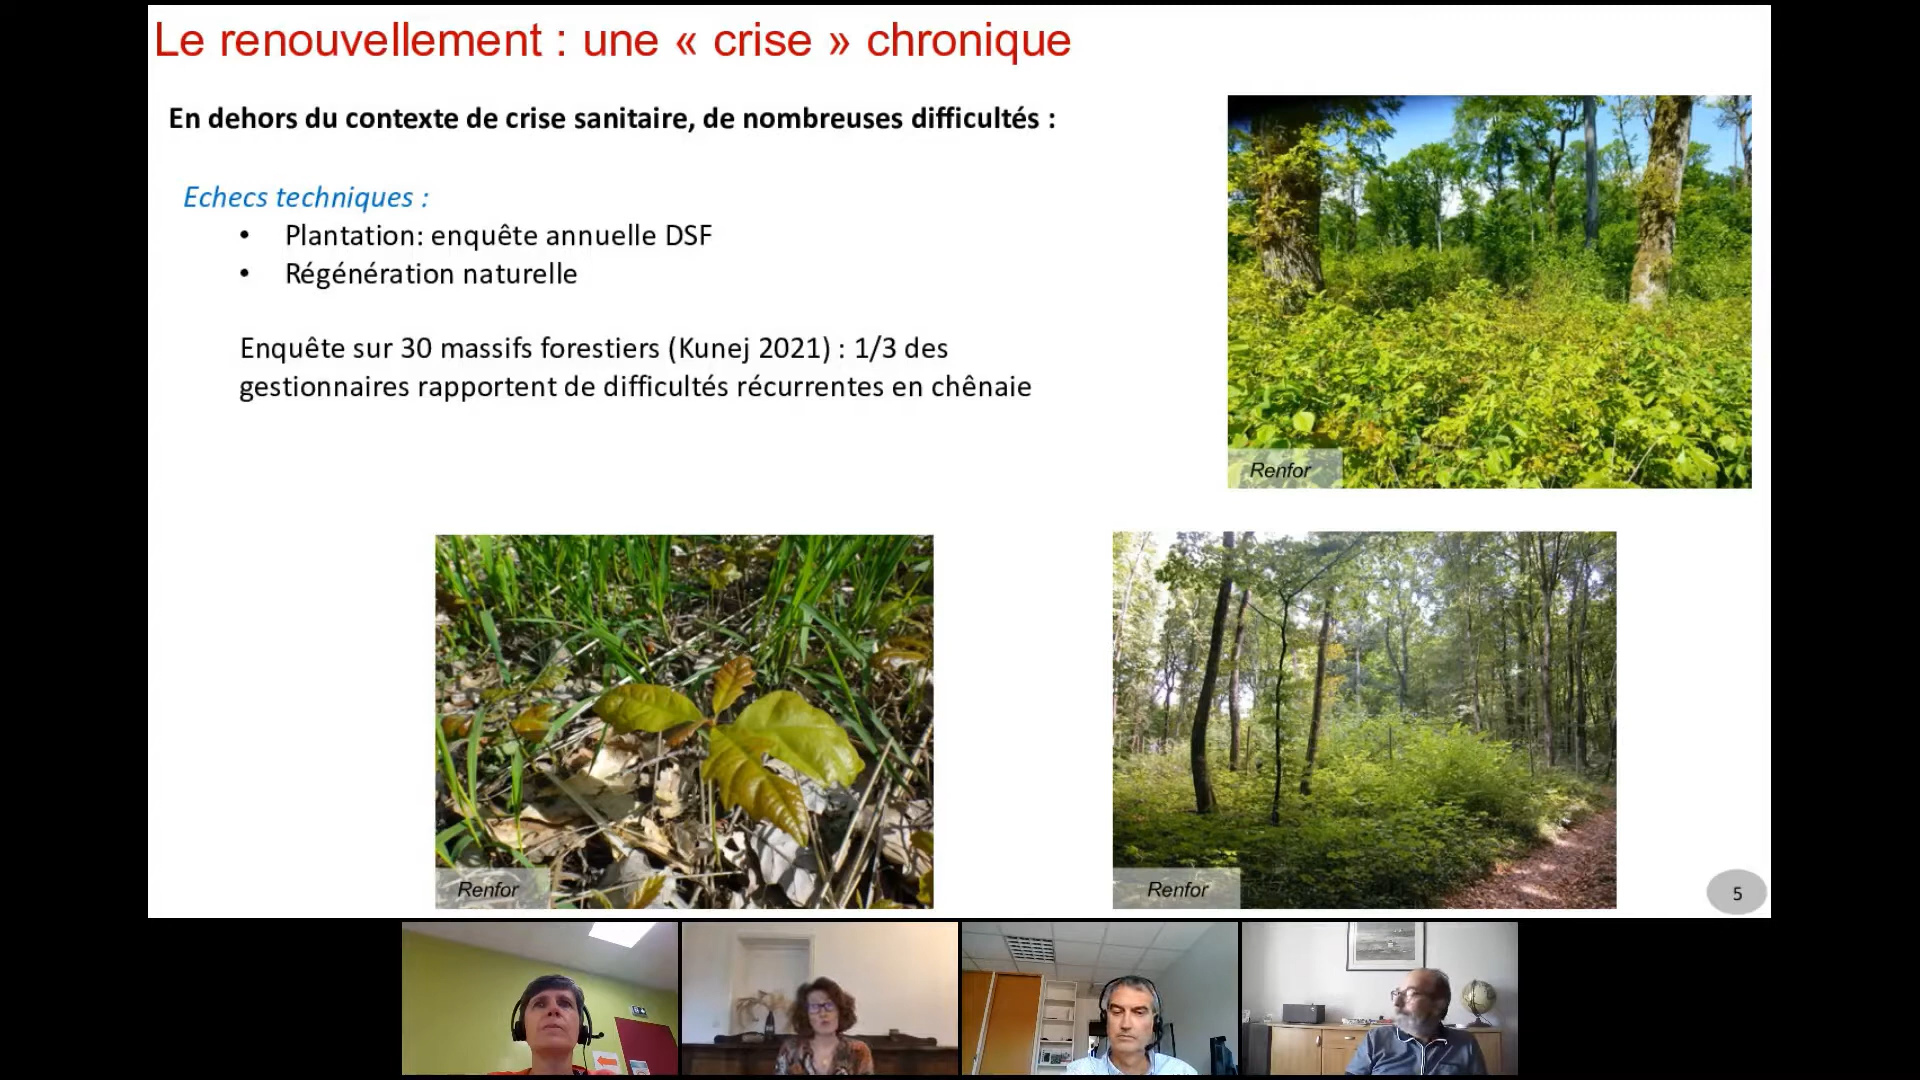 Le renouvellement : une « crise » chronique
En dehors du contexte de crise sanitaire, de nombreuses difficultés :
Echecs techniques :
• Plantation: enquête annuelle DSF
• Régénération naturelle
Enquête sur 30 massifs forestiers (Kunej 2021) : 1/3 des
gestionnaires rapportent de difficultés récurrentes en chênaie
Renfor
Renfor
Renfor
5